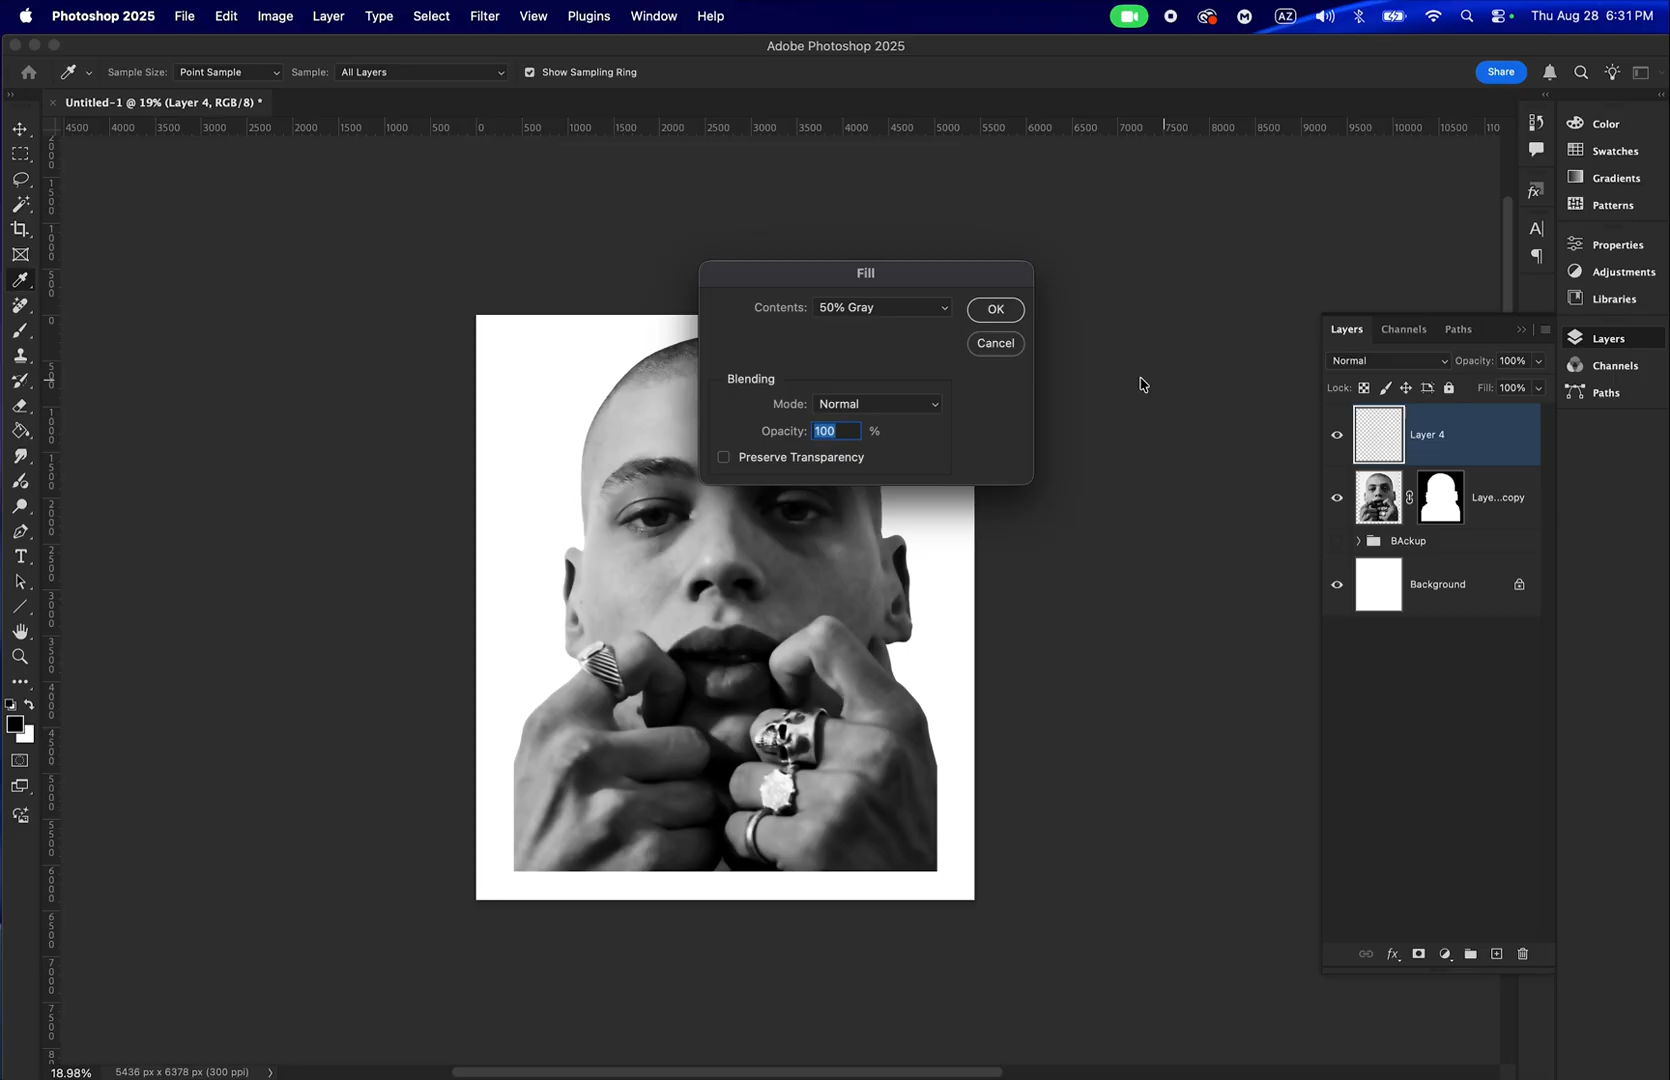 Photoshop 2025 File Edit Image Layer Type Select Filter View Plugins Window Help AZ Thu Aug 28 6:31 PM
Adobe Photoshop 2025
Sample Size: Point Sample Sample: All Layers Show Sampling Ring Share
Untitled-1 @ 19% (Layer 4, RGB/8) *
4500 4000 3500 3000 2500 2000 1500 1000 500 0 500 1000 1500 2000 2500 3000 3500 4000 4500 5000 5500 6000 6500 7000 7500 8000 8500 9000 9500 10000 10500 110
Color
Swatches
Gradients
Patterns
Properties
Adjustments
Libraries
Layers
Channels
Paths
Fill
Contents: 50% Gray OK
Cancel
Blending
Mode: Normal
Opacity: 100 %
Preserve Transparency
Layers Channels Paths
Normal Opacity: 100%
Lock: Fill: 100%
Layer 4
Laye...copy
BAckup
Background
fx
18.98% 5436 px x 6378 px (300 ppi)